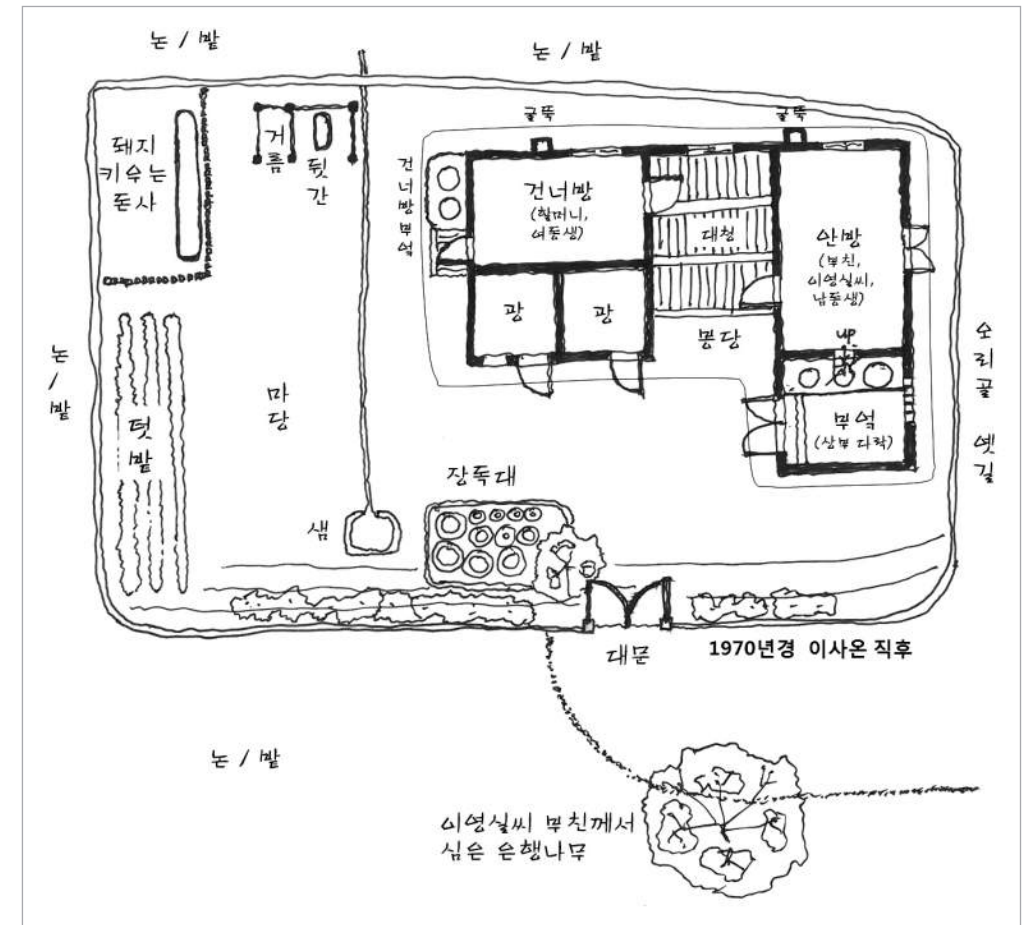 논 / 밭
논 / 밭
굴뚝
굴뚝
돼지
키우는
돈사
거름
뒷간
건너방부엌
건너방
(할머니,
여동생)
대청
안방
(부친,
이영실씨,
남동생)
광
광
봉당
up
오리골 옛길
논 / 밭
마당
텃밭
부엌
(상부 다락)
장독대
샘
대문
1970년경 이사온 직후
논 / 밭
이영실씨 부친께서
심은 은행나무